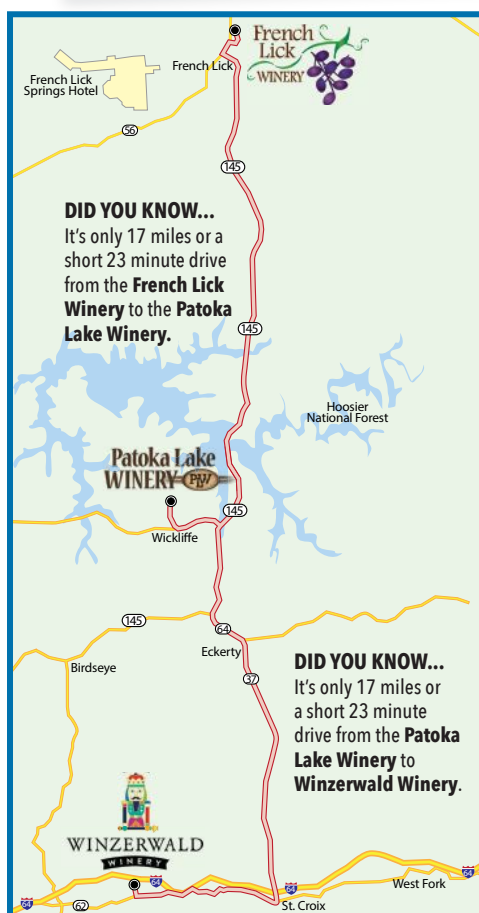 French
Lick
WINERY
French Lick
French Lick
Springs Hotel
56
145
DID YOU KNOW...
It's only 17 miles or a
short 23 minute drive
from the French Lick
Winery to the Patoka
Lake Winery.
145
Hoosier
National Forest
Patoka Lake
WINERY PLW
145
Wickliffe
145
64
Eckerty
Birdseye
37
DID YOU KNOW...
It's only 17 miles or
a short 23 minute
drive from the Patoka
Lake Winery to
Winzerwald Winery.
WINZERWALD
WINERY
64
64
64
West Fork
64
62
St. Croix